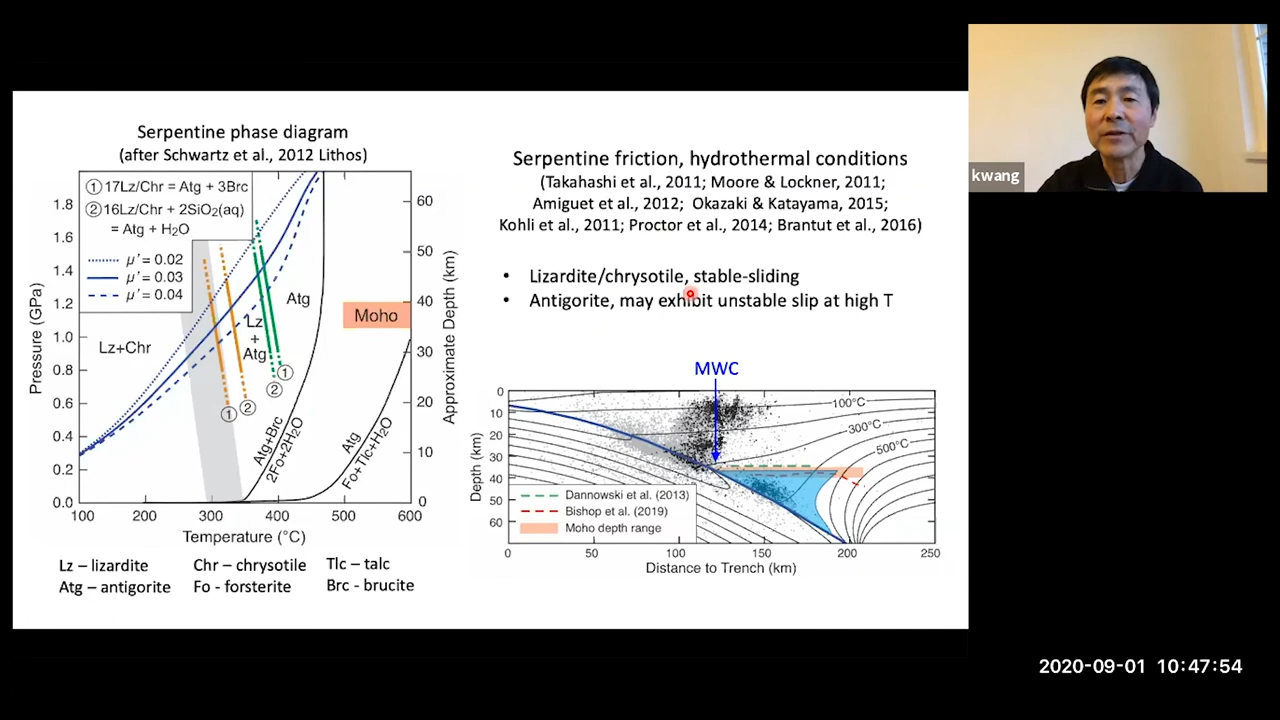 Serpentine phase diagram
(after Schwartz et al., 2012 Lithos)
① 17Lz/Chr = Atg + 3Brc
② 16Lz/Chr + 2SiO2(aq)
= Atg + H2O
μ' = 0.02
μ' = 0.03
μ' = 0.04
Pressure (GPa)
1.8
1.6
1.4
1.2
1.0
0.8
0.6
0.4
0.2
0.0
60
50
40
30
20
10
0
Approximate Depth (km)
Lz+Chr
Lz
+
Atg
Atg
Moho
①
②
①
②
Atg+Brc
2Fo+2H2O
Atg
Fo+Tlc+H2O
100
200
300
400
500
600
Temperature (°C)
Lz – lizardite
Chr – chrysotile
Tlc – talc
Atg – antigorite
Fo - forsterite
Brc - brucite
Serpentine friction, hydrothermal conditions
(Takahashi et al., 2011; Moore & Lockner, 2011;
Amiguet et al., 2012; Okazaki & Katayama, 2015;
Kohli et al., 2011; Proctor et al., 2014; Brantut et al., 2016)
• Lizardite/chrysotile, stable-sliding
• Antigorite, may exhibit unstable slip at high T
MWC
Depth (km)
0
10
20
30
40
50
60
100°C
300°C
500°C
Dannowski et al. (2013)
Bishop et al. (2019)
Moho depth range
0
50
100
150
200
250
Distance to Trench (km)
kwang
2020-09-01 10:47:54